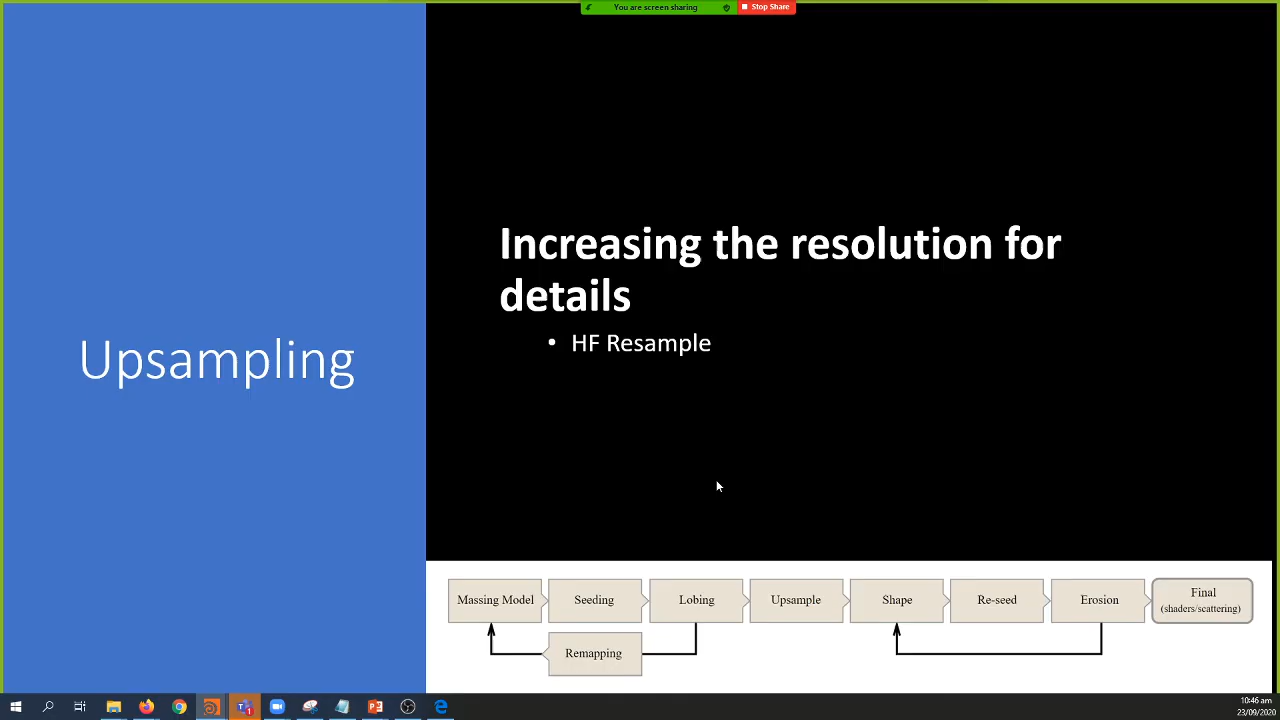 You are screen sharing
Stop Share
Upsampling
Increasing the resolution for
details
• HF Resample
Massing Model
Seeding
Lobing
Upsample
Shape
Re-seed
Erosion
Final
(shaders/scattering)
Remapping
10:46 am
23/09/2020